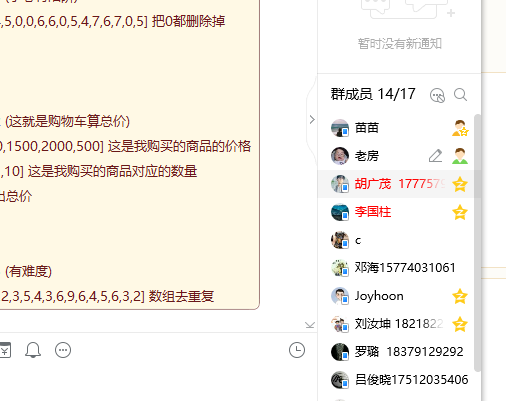 ,5,0,0,6,6,0,5,4,7,6,7,0,5] 把0都删除掉
(这就是购物车算总价)
0,1500,2000,500] 这是我购买的商品的价格
,10] 这是我购买的商品对应的数量
出总价
(有难度)
2,3,5,4,3,6,9,6,4,5,6,3,2] 数组去重复
暂时没有新通知
群成员 14/17
苗苗
老房
胡广茂 1777579
李国柱
c
邓海15774031061
Joyhoon
刘汝坤 1821822
罗璐 18379129292
吕俊晓17512035406